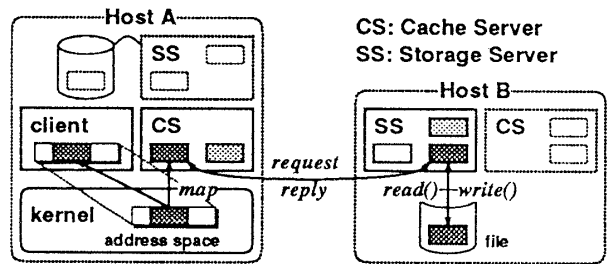 Host A
CS: Cache Server
SS: Storage Server
SS
Host B
client
CS
SS
CS
request
map
reply
read()
write()
kernel
address space
file